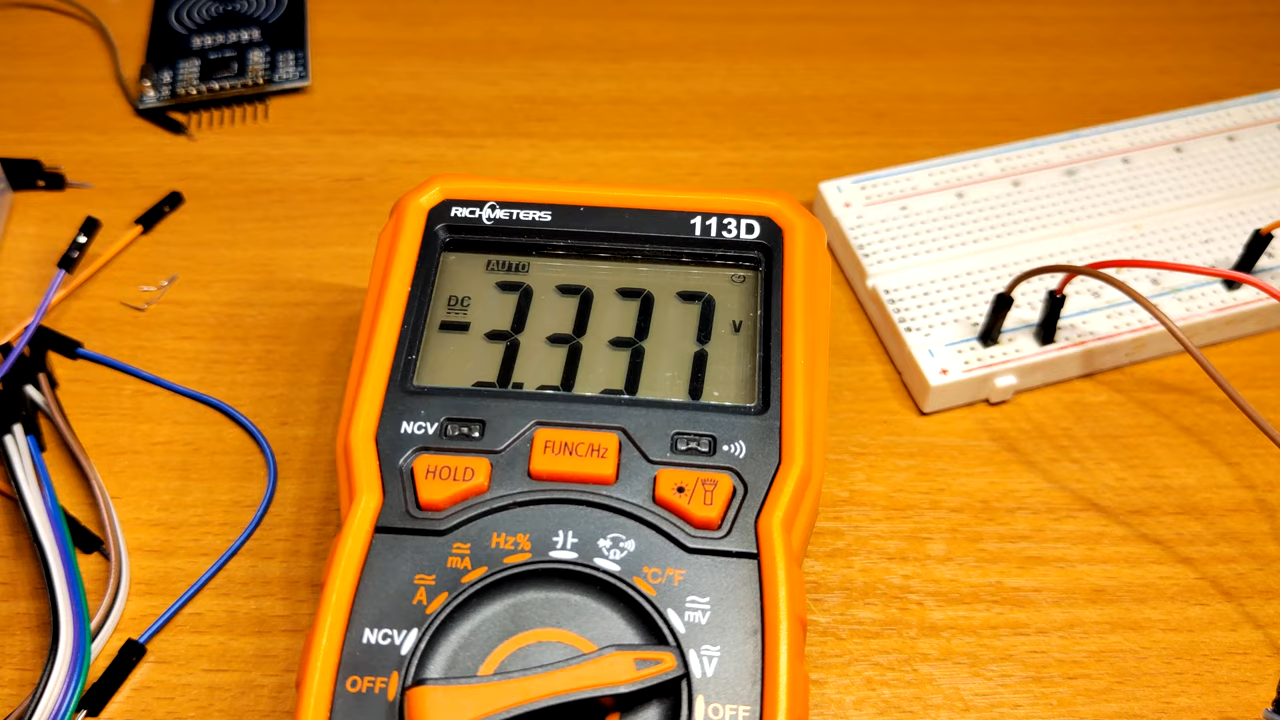 RICHMETERS
113D
AUTO
DC
-3.337 V
NCV
FUNC/Hz
HOLD
Hz%
mA
°C/°F
A
mV
NCV
V
OFF
OFF